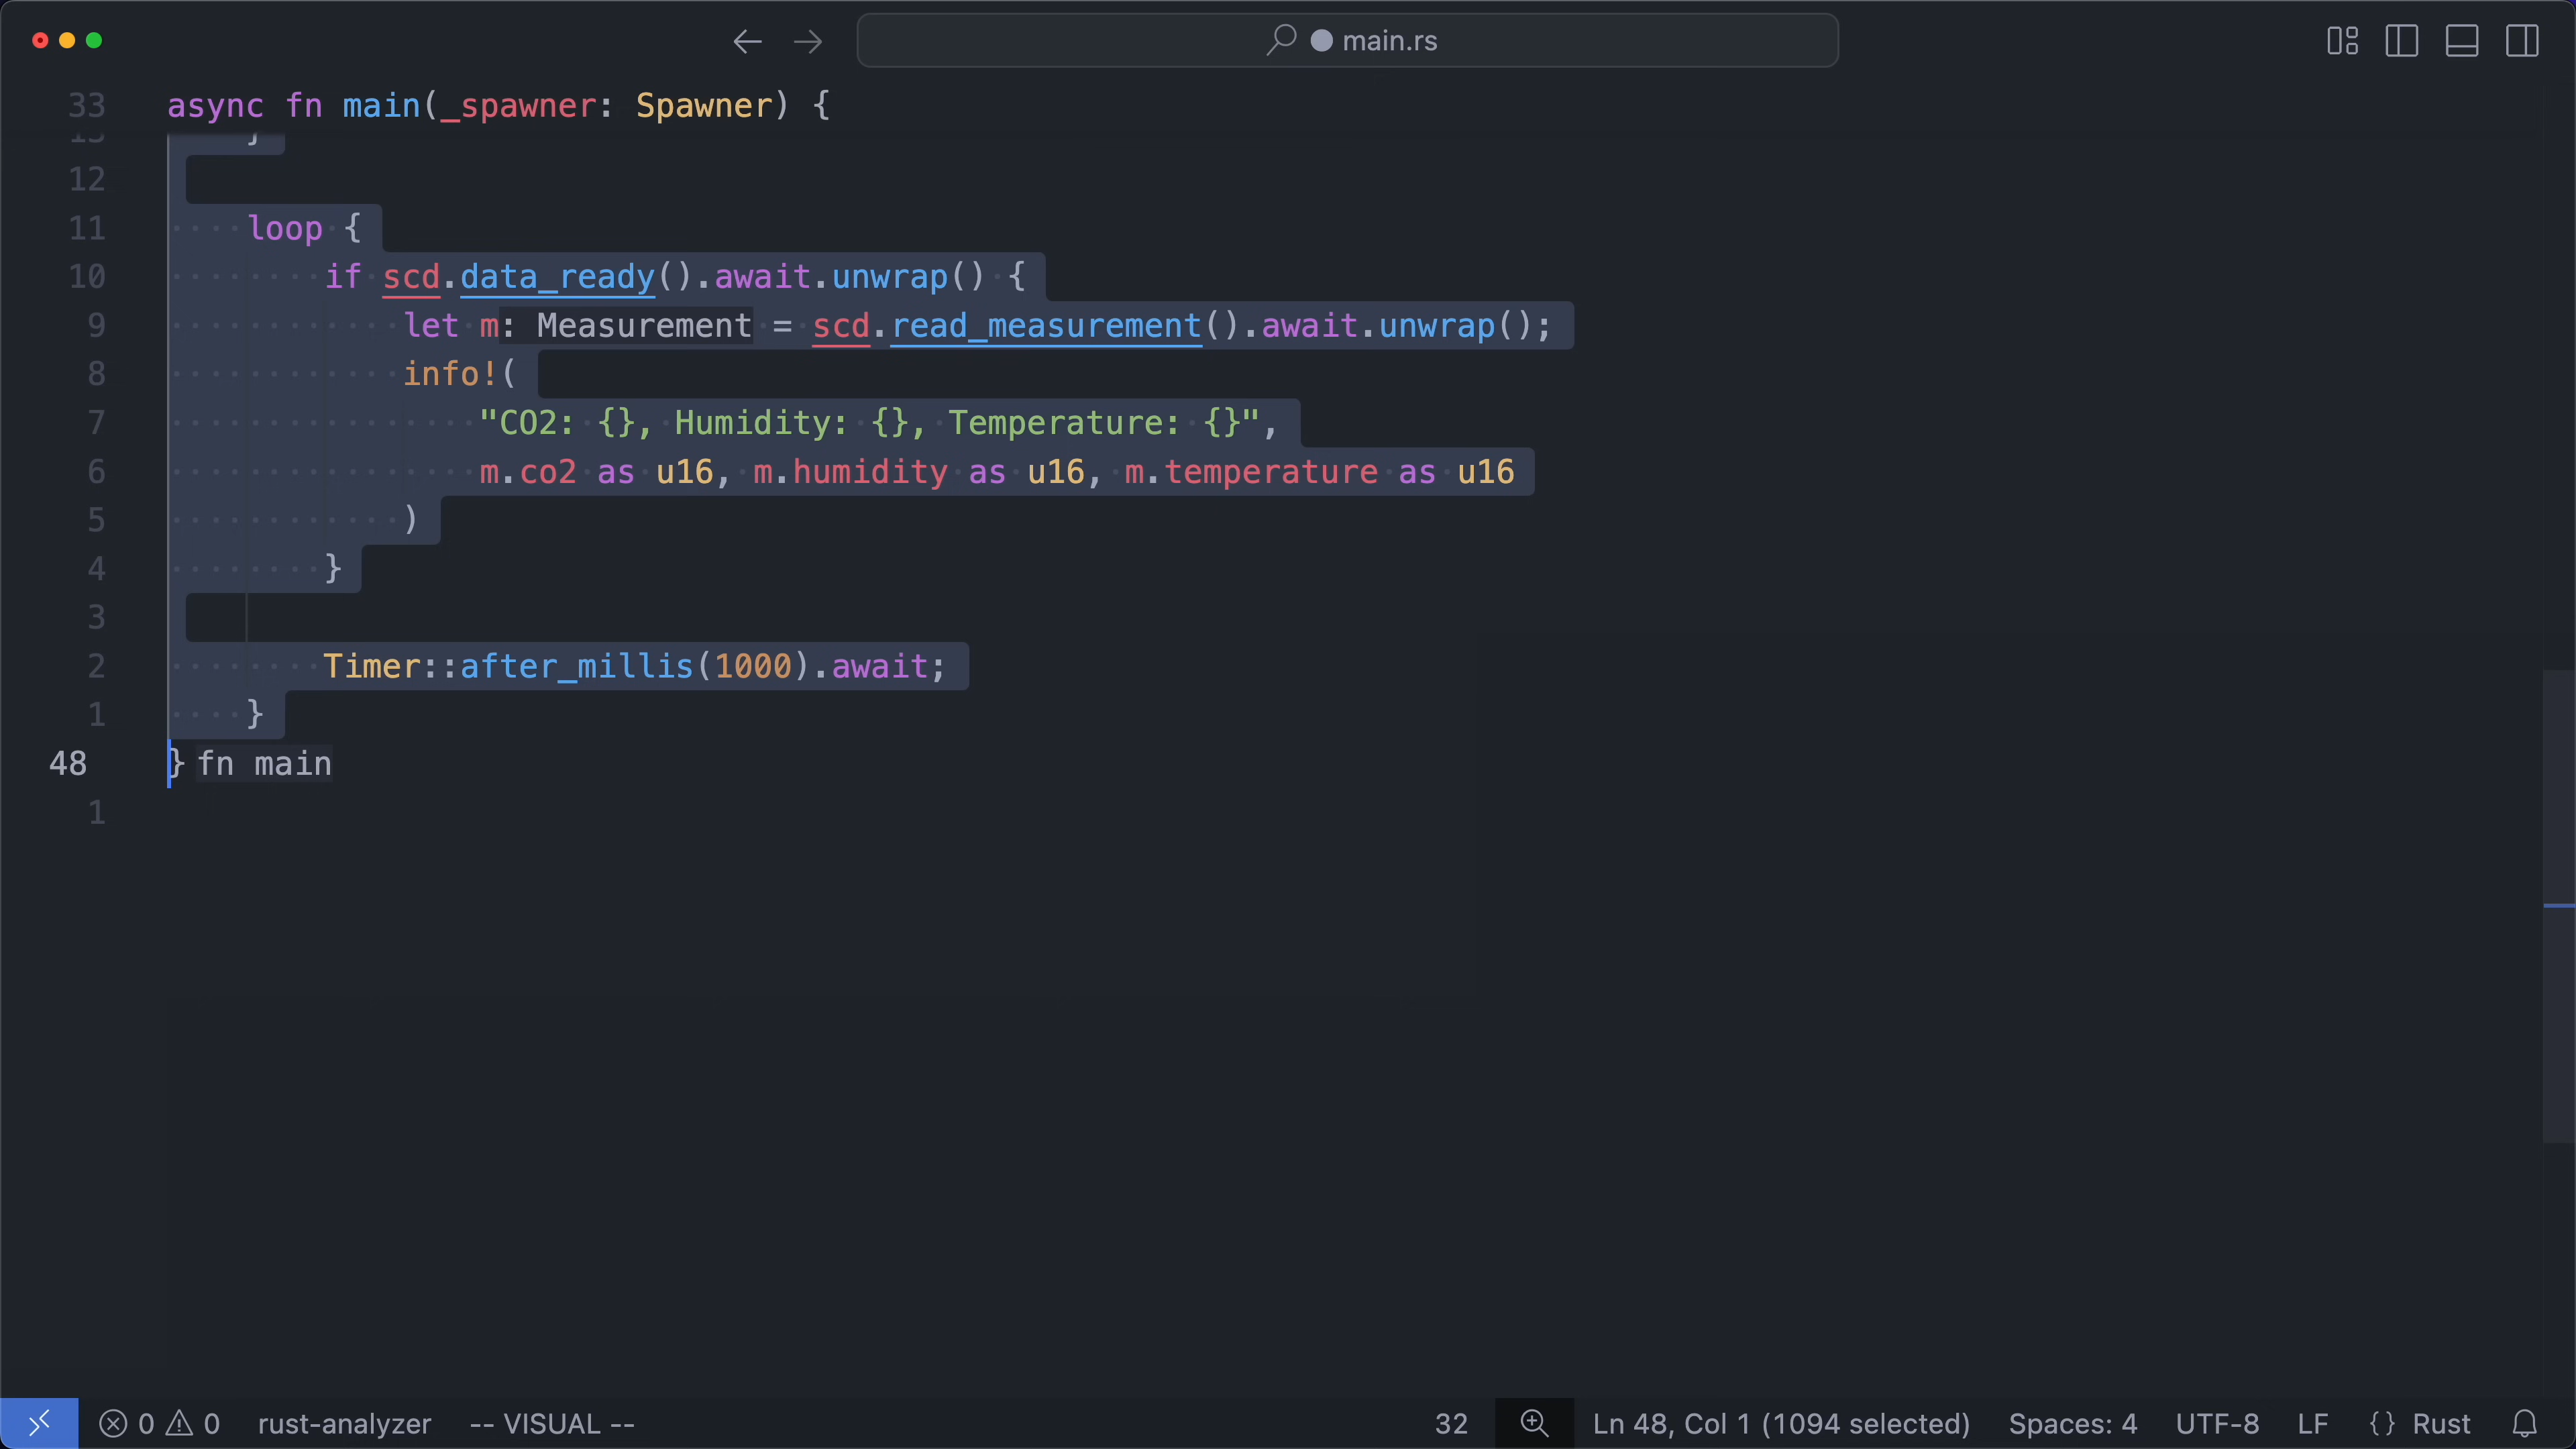 main.rs
33 async fn main(_spawner: Spawner) {
13 }
12
11 loop {
10 if scd.data_ready().await.unwrap() {
9 let m: Measurement = scd.read_measurement().await.unwrap();
8 info!(
7 "CO2: {}, Humidity: {}, Temperature: {}",
6 m.co2 as u16, m.humidity as u16, m.temperature as u16
5 )
4 }
3
2 Timer::after_millis(1000).await;
1 }
48 } fn main
1
0 0 rust-analyzer -- VISUAL -- 32 Ln 48, Col 1 (1094 selected) Spaces: 4 UTF-8 LF {} Rust